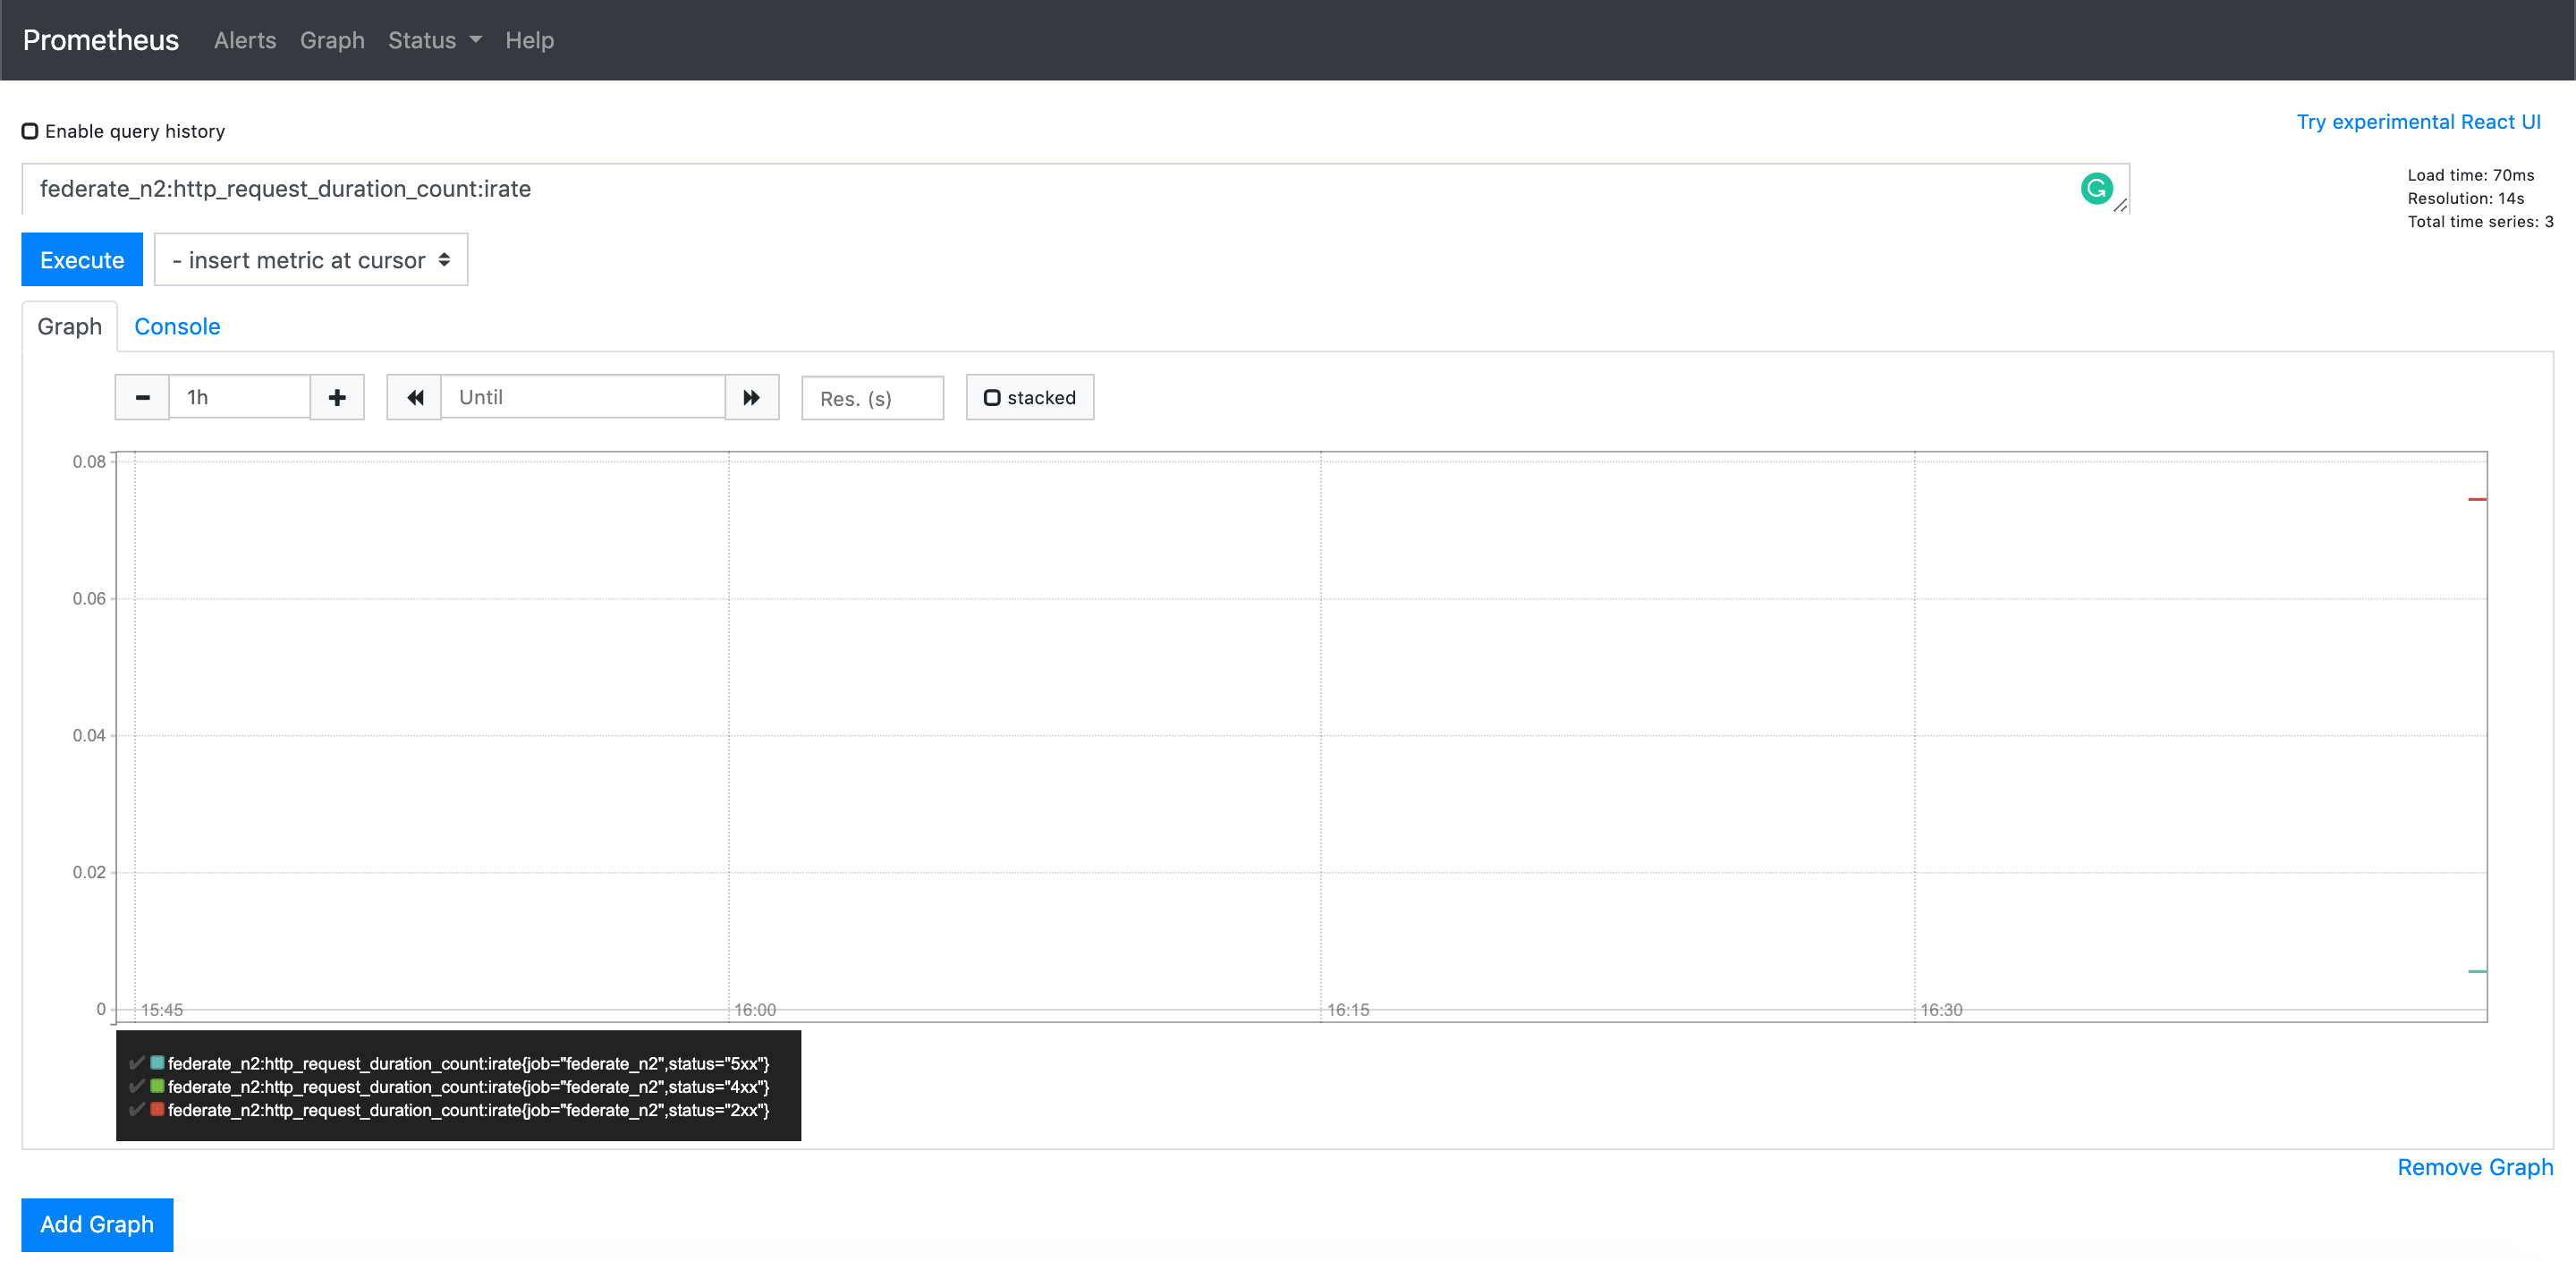 Prometheus Alerts Graph Status Help
Enable query history
Try experimental React UI
federate_n2:http_request_duration_count:irate
Load time: 70ms
Resolution: 14s
Total time series: 3
Execute
- insert metric at cursor
Graph Console
1h Until Res. (s) stacked
0.08
0.06
0.04
0.02
0
15:45 16:00 16:15 16:30
federate_n2:http_request_duration_count:irate{job="federate_n2",status="5xx"}
federate_n2:http_request_duration_count:irate{job="federate_n2",status="4xx"}
federate_n2:http_request_duration_count:irate{job="federate_n2",status="2xx"}
Remove Graph
Add Graph